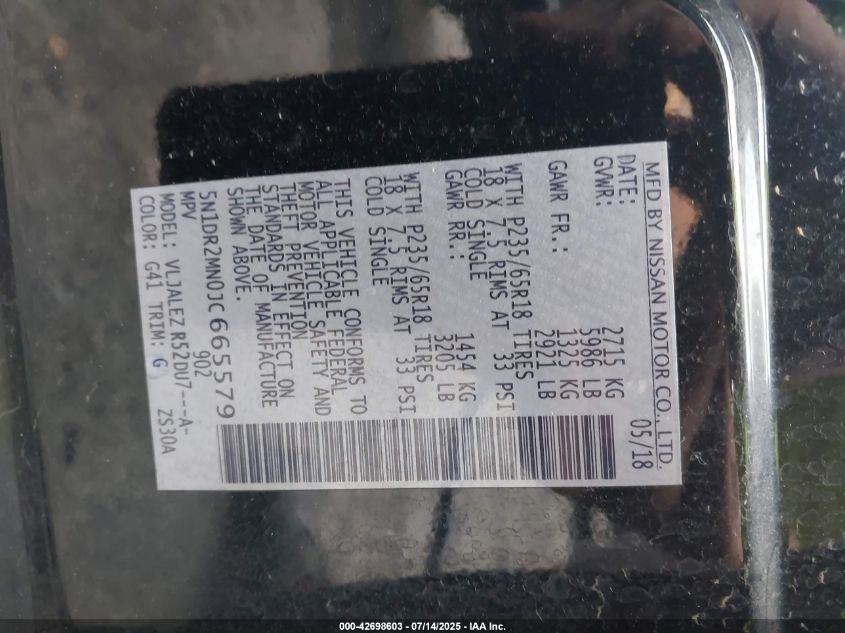 MFD BY NISSAN MOTOR CO., LTD.
DATE: 05/18
GVWR: 2715 KG
5986 LB
GAWR FR.: 1325 KG
2921 LB
WITH P235/65R18 TIRES
18 X 7.5 RIMS AT 33 PSI
COLD SINGLE
GAWR RR.: 1454 KG
3205 LB
WITH P235/65R18 TIRES
18 X 7.5 RIMS AT 33 PSI
COLD SINGLE
THIS VEHICLE CONFORMS TO
ALL APPLICABLE FEDERAL
MOTOR VEHICLE SAFETY AND
THEFT PREVENTION
STANDARDS IN EFFECT ON
THE DATE OF MANUFACTURE
SHOWN ABOVE.
5N1DR2MN0JC665579
MPV 902
MODEL: VLJALEZ R52DU7---A-
COLOR: G41 TRIM: G ZS30A
000-42698603 - 07/14/2025 - IAA Inc.